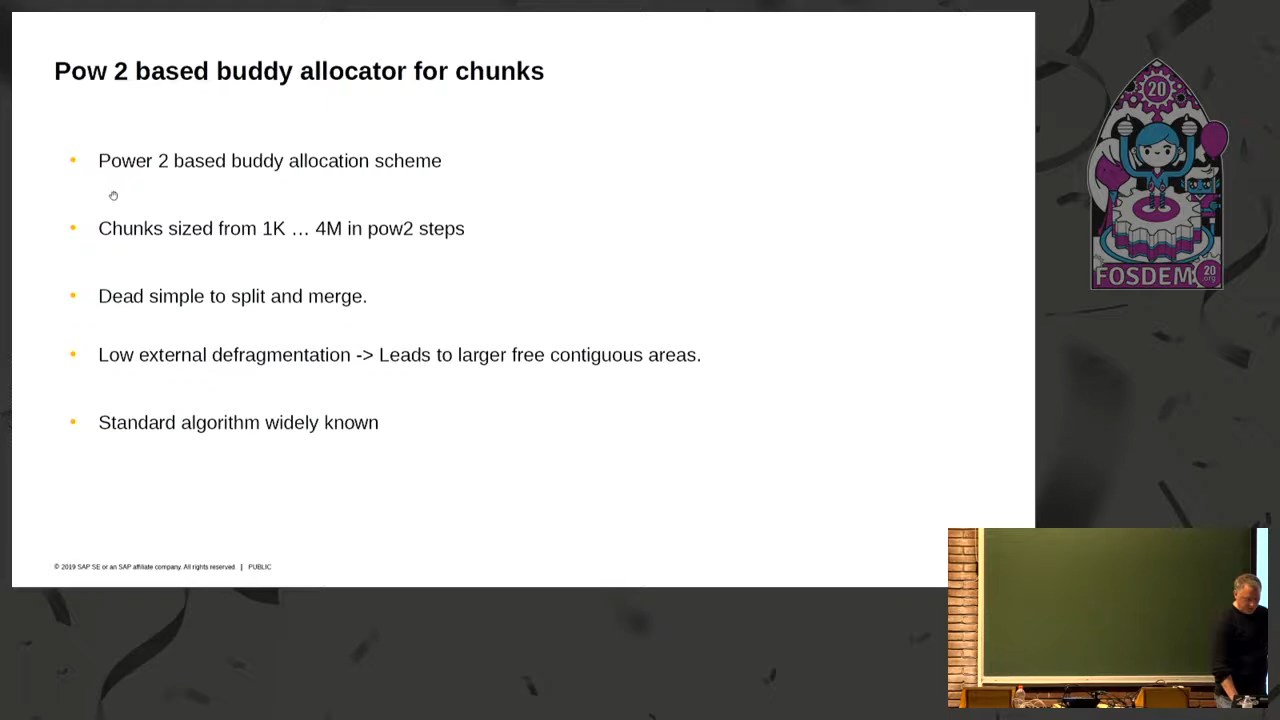 Pow 2 based buddy allocator for chunks
• Power 2 based buddy allocation scheme
• Chunks sized from 1K … 4M in pow2 steps
• Dead simple to split and merge.
• Low external defragmentation -> Leads to larger free contiguous areas.
• Standard algorithm widely known
© 2019 SAP SE or an SAP affiliate company. All rights reserved. | PUBLIC
20
FOSDEM
20
.org